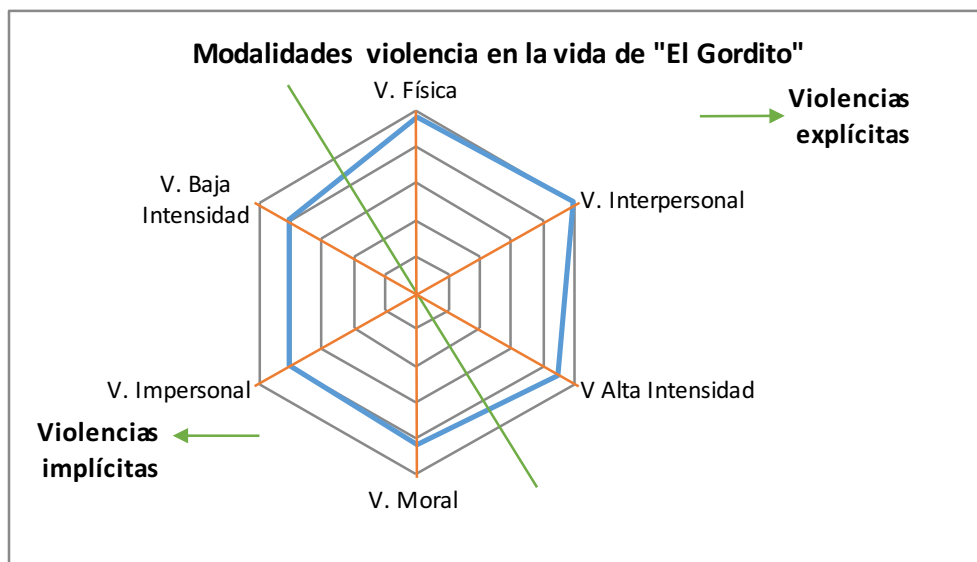 Modalidades violencia en la vida de "El Gordito"
V. Física
Violencias
explícitas
V. Baja
Intensidad
V. Interpersonal
V. Impersonal
V Alta Intensidad
Violencias
implícitas
V. Moral